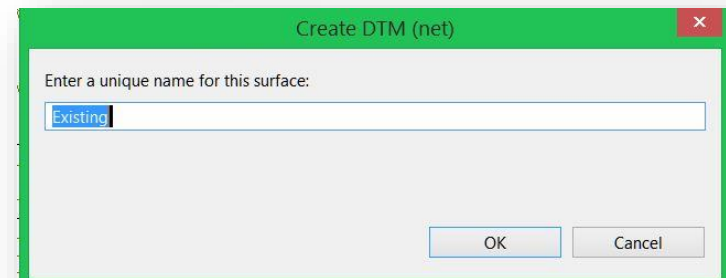 Create DTM (net)
Enter a unique name for this surface:
Existing
OK
Cancel